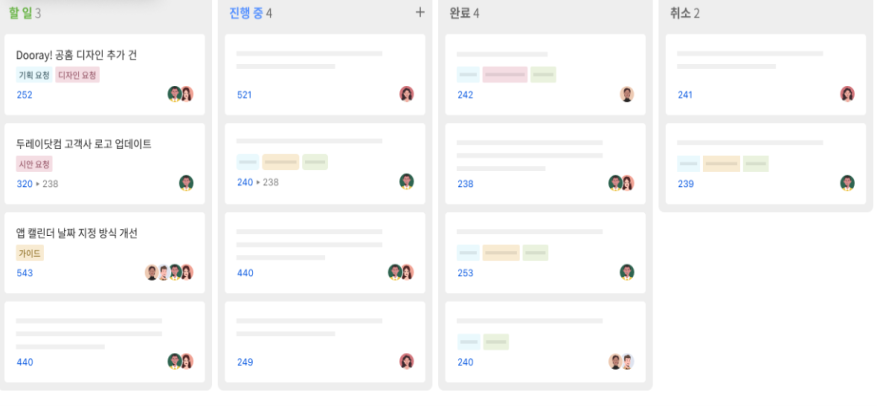 할 일 3
Dooray! 공홈 디자인 추가 건
기획 요청 디자인 요청
252
두레이닷컴 고객사 로고 업데이트
시안 요청
320 ▸ 238
앱 캘린더 날짜 지정 방식 개선
가이드
543
440
진행 중 4 +
521
240 ▸ 238
440
249
완료 4
242
238
253
240
취소 2
241
239